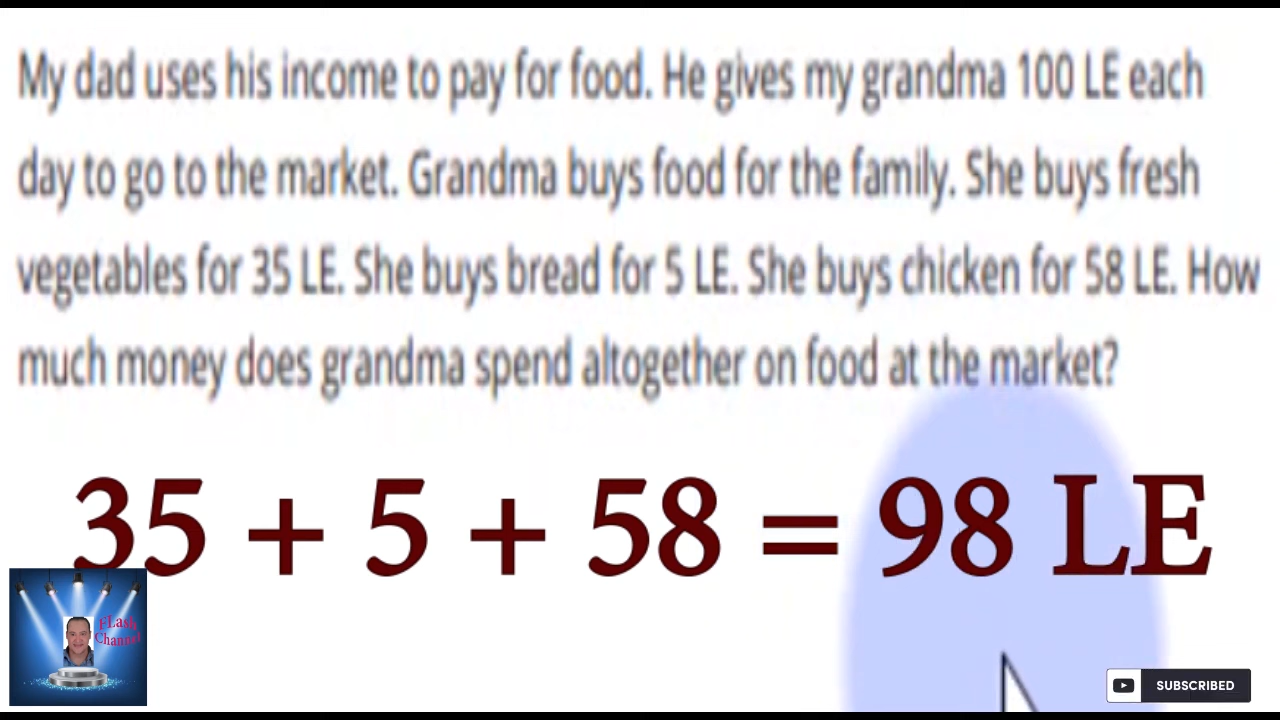 My dad uses his income to pay for food. He gives my grandma 100 LE each
day to go to the market. Grandma buys food for the family. She buys fresh
vegetables for 35 LE. She buys bread for 5 LE. She buys chicken for 58 LE. How
much money does grandma spend altogether on food at the market?
35 + 5 + 58 = 98 LE
FLash
Channel
SUBSCRIBED